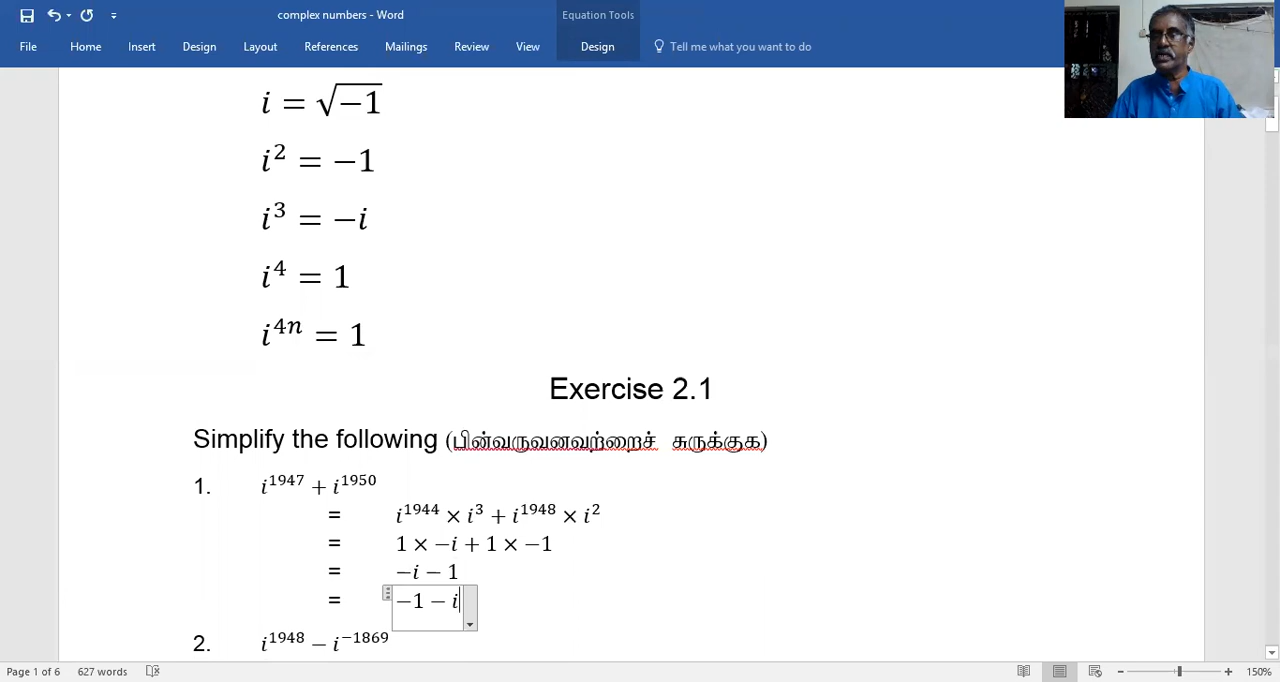 complex numbers - Word
Equation Tools
File Home Insert Design Layout References Mailings Review View Design Tell me what you want to do
i = √−1
i² = −1
i³ = −i
i⁴ = 1
i⁴ⁿ = 1
Exercise 2.1
Simplify the following (பின்வருவனவற்றைச் சுருக்குக)
1. i¹⁹⁴⁷ + i¹⁹⁵⁰
= i¹⁹⁴⁴ × i³ + i¹⁹⁴⁸ × i²
= 1 × −i + 1 × −1
= −i − 1
= −1 − i
2. i¹⁹⁴⁸ − i⁻¹⁸⁶⁹
Page 1 of 6 627 words 150%